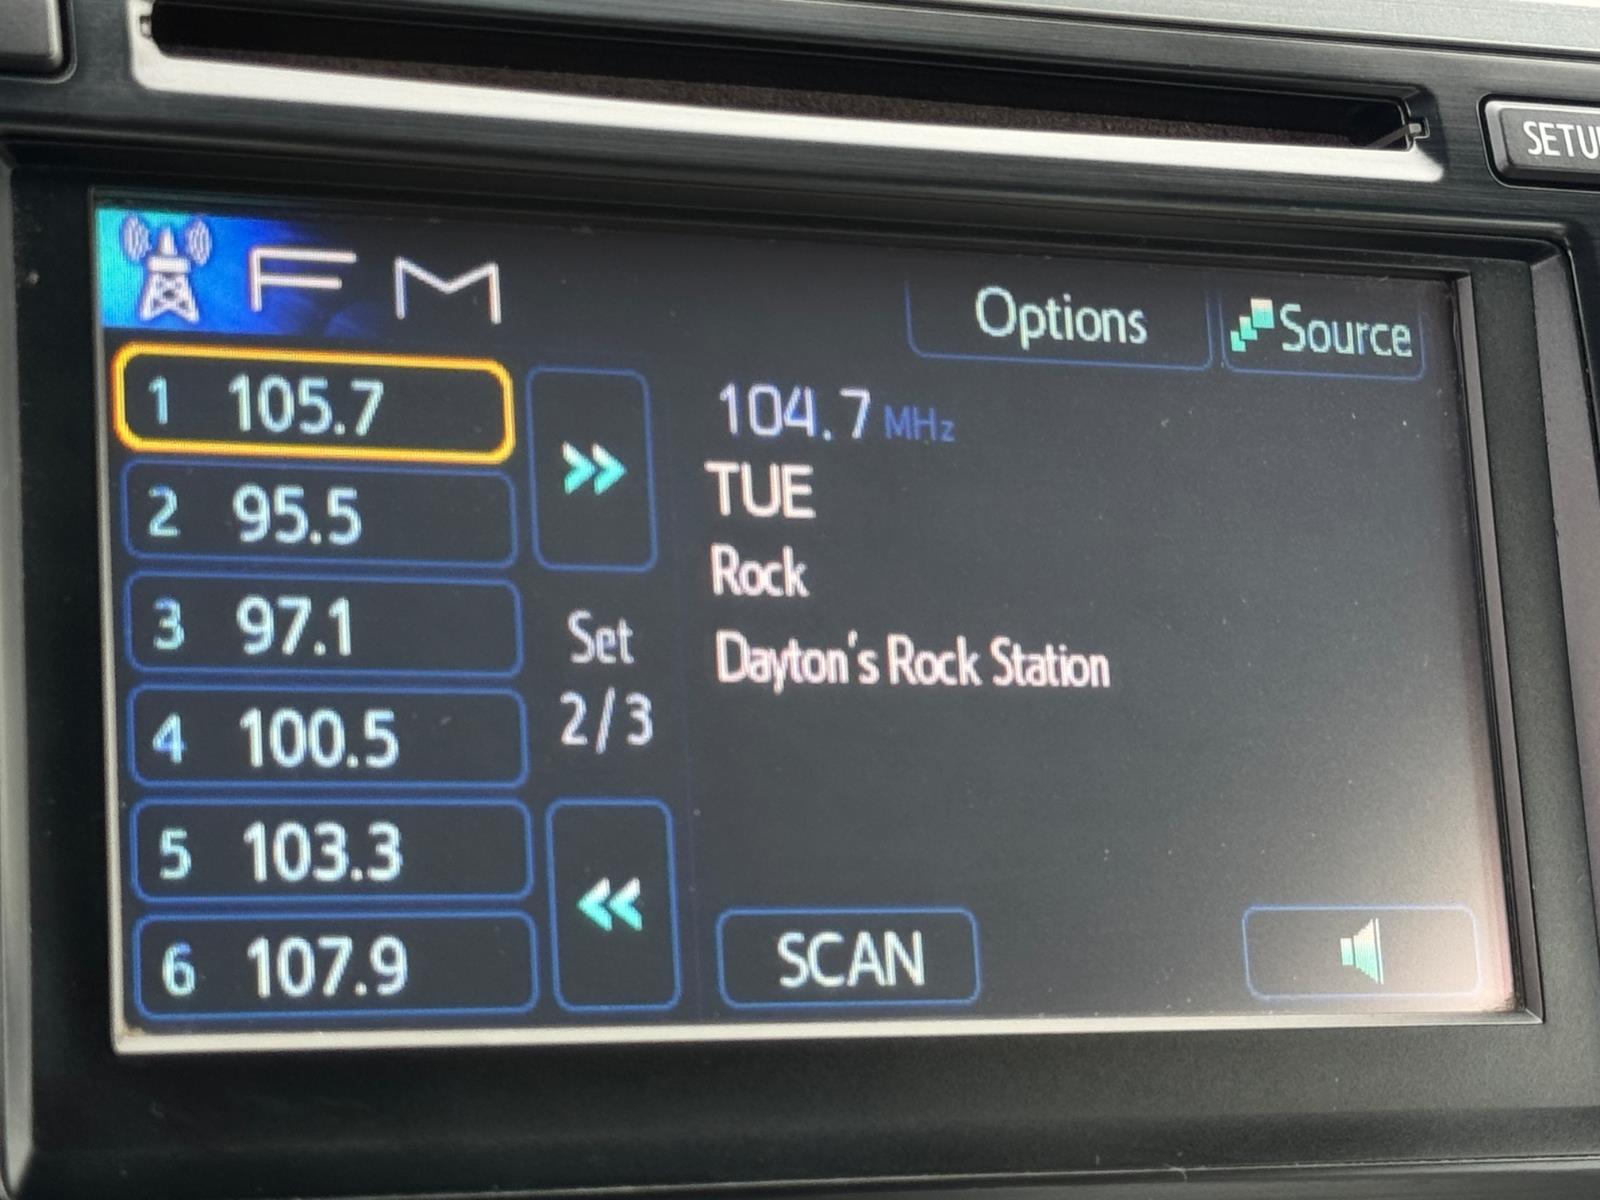 SETU
FM
Options
Source
1 105.7
2 95.5
3 97.1
4 100.5
5 103.3
6 107.9
Set
2/3
104.7 MHz
TUE
Rock
Dayton's Rock Station
SCAN